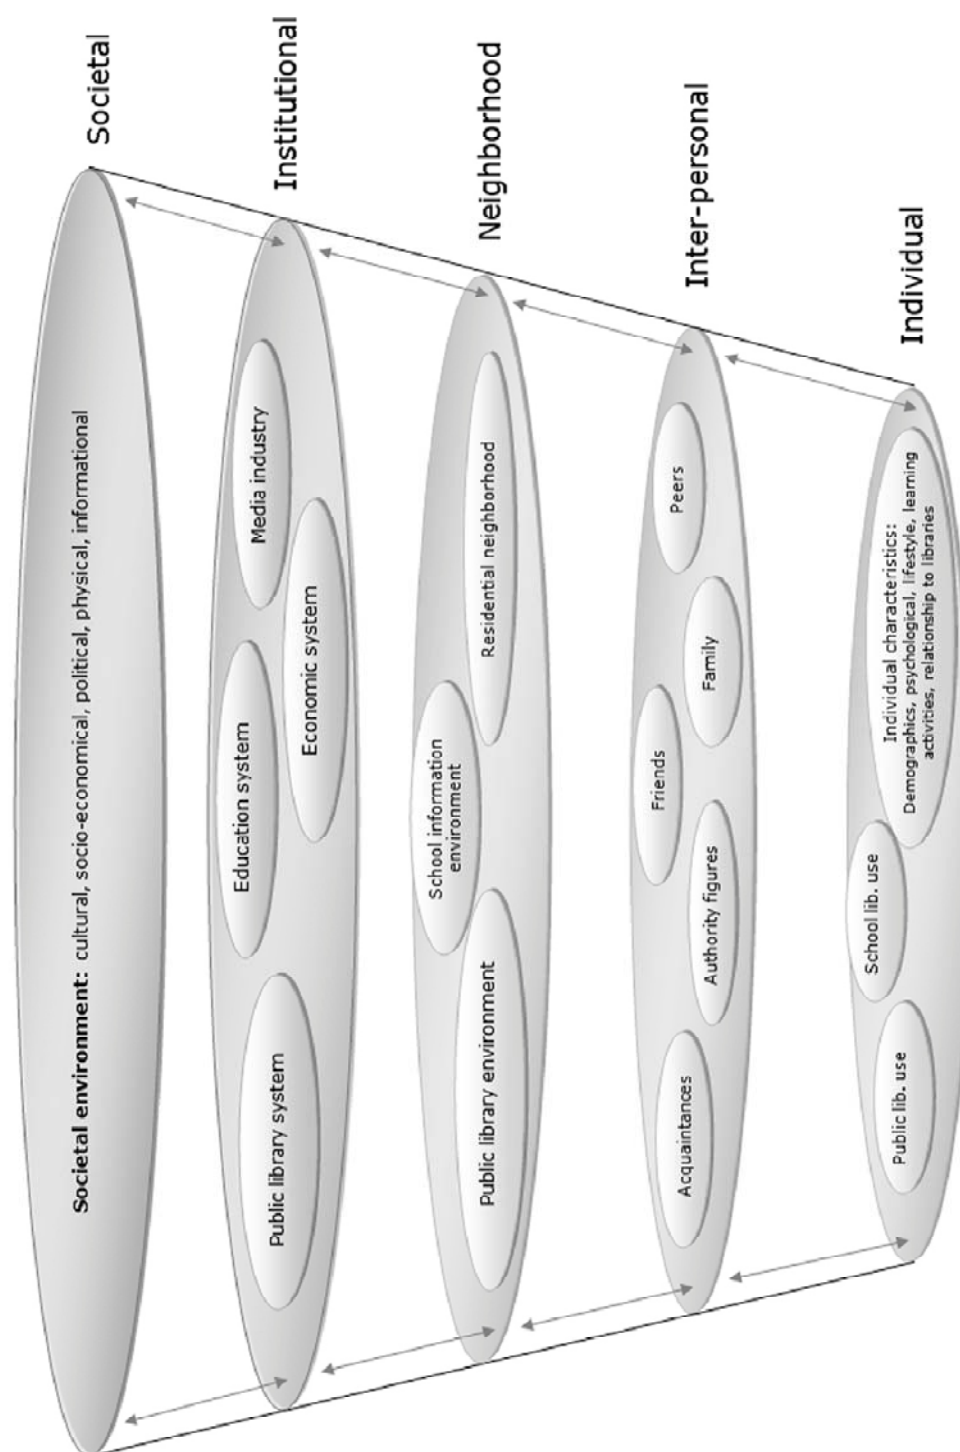 Societal environment: cultural, socio-economical, political, physical, informational
Societal
Public library system
Education system
Economic system
Media industry
Institutional
Public library environment
School information
environment
Residential neighborhood
Neighborhood
Acquaintances
Authority figures
Friends
Family
Peers
Inter-personal
Public lib. use
School lib. use
Individual characteristics:
Demographics, psychological, lifestyle, learning
activities, relationship to libraries
Individual